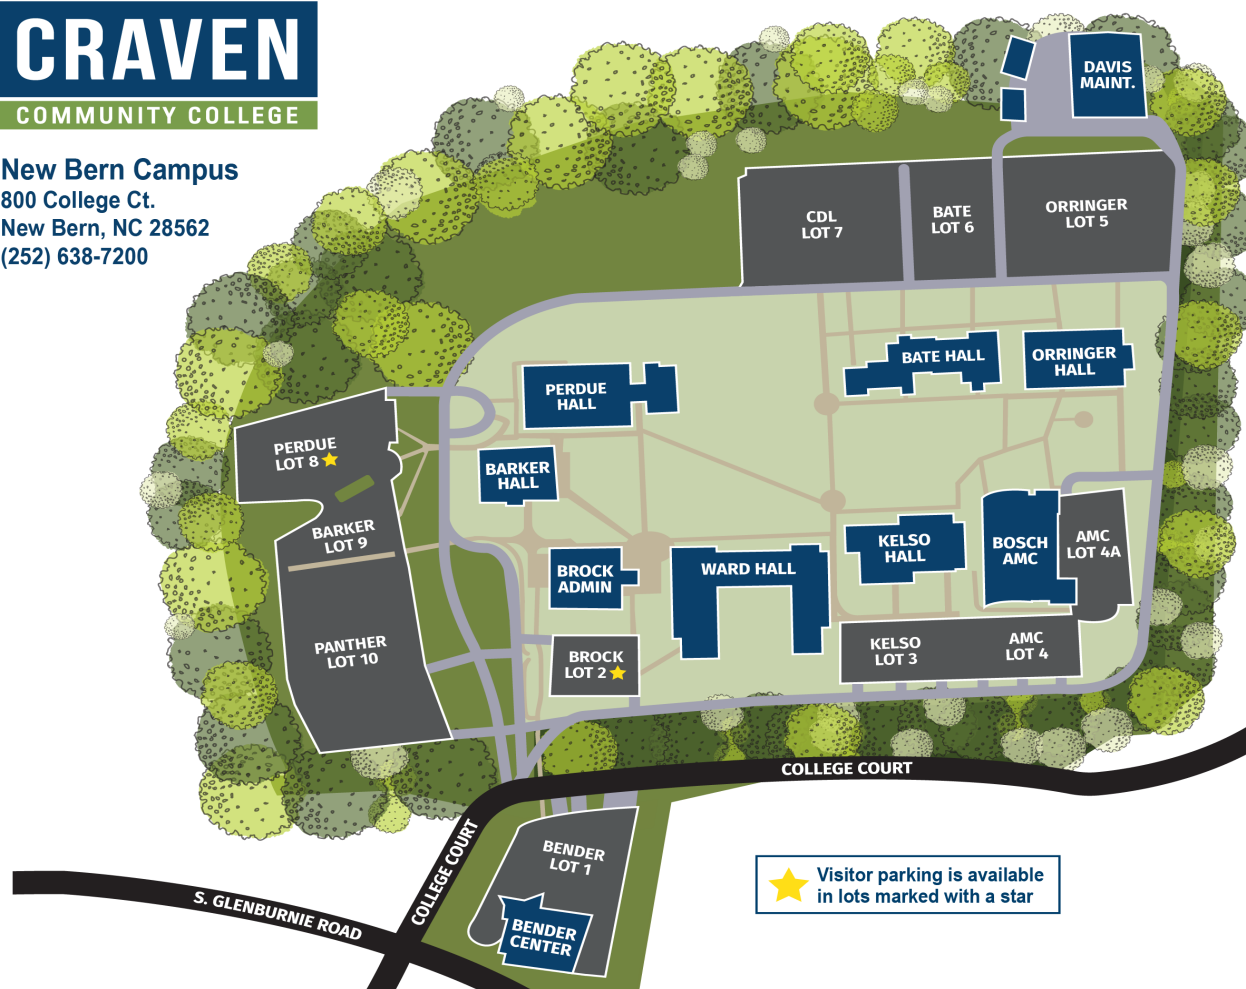 CRAVEN
COMMUNITY COLLEGE
New Bern Campus
800 College Ct.
New Bern, NC 28562
(252) 638-7200
DAVIS
MAINT.
CDL
LOT 7
BATE
LOT 6
ORRINGER
LOT 5
BATE HALL
ORRINGER
HALL
PERDUE
HALL
PERDUE
LOT 8
BARKER
HALL
BARKER
LOT 9
BROCK
ADMIN
WARD HALL
KELSO
HALL
BOSCH
AMC
AMC
LOT 4A
PANTHER
LOT 10
BROCK
LOT 2
KELSO
LOT 3
AMC
LOT 4
COLLEGE COURT
COLLEGE COURT
BENDER
LOT 1
S. GLENBURNIE ROAD
BENDER
CENTER
Visitor parking is available
in lots marked with a star